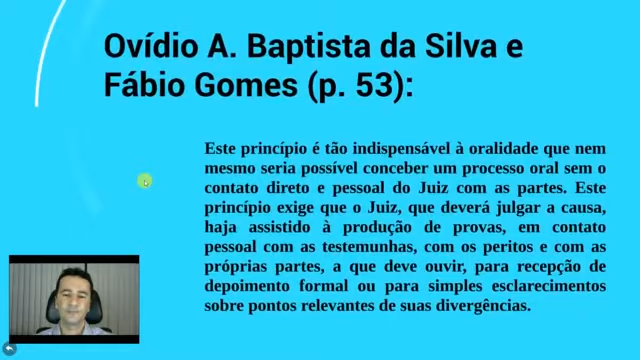 Ovídio A. Baptista da Silva e
Fábio Gomes (p. 53):
Este princípio é tão indispensável à oralidade que nem
mesmo seria possível conceber um processo oral sem o
contato direto e pessoal do Juiz com as partes. Este
princípio exige que o Juiz, que deverá julgar a causa,
haja assistido à produção de provas, em contato
pessoal com as testemunhas, com os peritos e com as
próprias partes, a que deve ouvir, para recepção de
depoimento formal ou para simples esclarecimentos
sobre pontos relevantes de suas divergências.